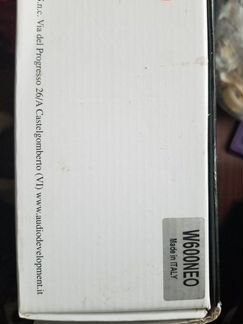 .n.c. Via del Progresso 26/A Castelgomberto (VI) www.audiodevelopment.it
W600NEO
Made in ITALY